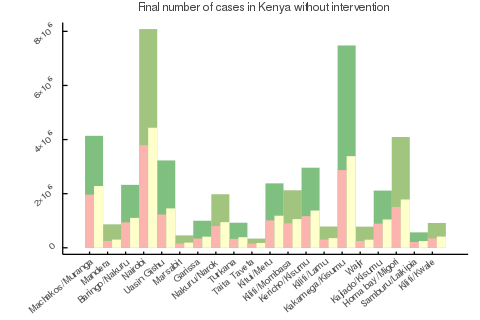 Final number of cases in Kenya without intervention
8×10⁶
6×10⁶
4×10⁶
2×10⁶
0
Machakos/Muranga
Mandera
Baringo/Nakuru
Nairobi
Uasin Gishu
Marsabit
Garissa
Nakuru/Narok
Turkana
Taita Taveta
Kitui/Meru
Kilifi/Mombasa
Kericho/Kisumu
Kilifi/Lamu
Kakamega/Kisumu
Wajir
Kajiado/Kisumu
Homa bay/Migori
Samburu/Laikipia
Kilifi/Kwale